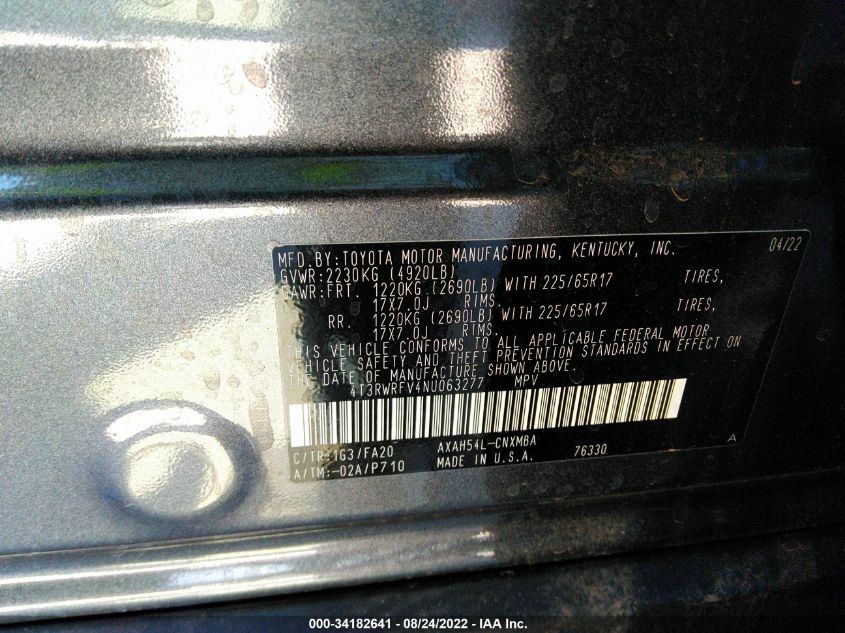 MFD.BY:TOYOTA MOTOR MANUFACTURING, KENTUCKY, INC. 04/22
GVWR:2230KG (4920LB)
GAWR:FRT. 1220KG (2690LB) WITH 225/65R17 TIRES,
17X7.0J RIMS.
RR. 1220KG (2690LB) WITH 225/65R17 TIRES,
17X7.0J RIMS.
THIS VEHICLE CONFORMS TO ALL APPLICABLE FEDERAL MOTOR
VEHICLE SAFETY AND THEFT PREVENTION STANDARDS IN EFFECT ON
THE DATE OF MANUFACTURE SHOWN ABOVE.
4T3RWRFV4NU063277 MPV
C/TR:1G3/FA20 AXAH54L-CNXMBA A
A/TM:-02A/P710 MADE IN U.S.A. 76330
000-34182641 - 08/24/2022 - IAA Inc.